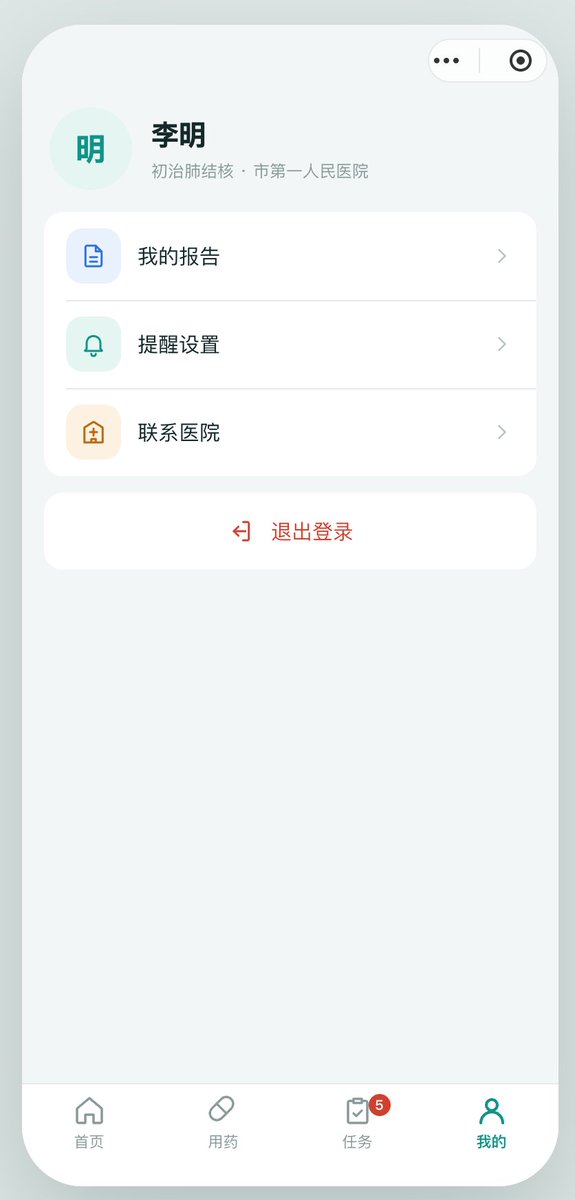 明
李明
初治肺结核 · 市第一人民医院
我的报告
提醒设置
联系医院
退出登录
5
首页
用药
任务
我的